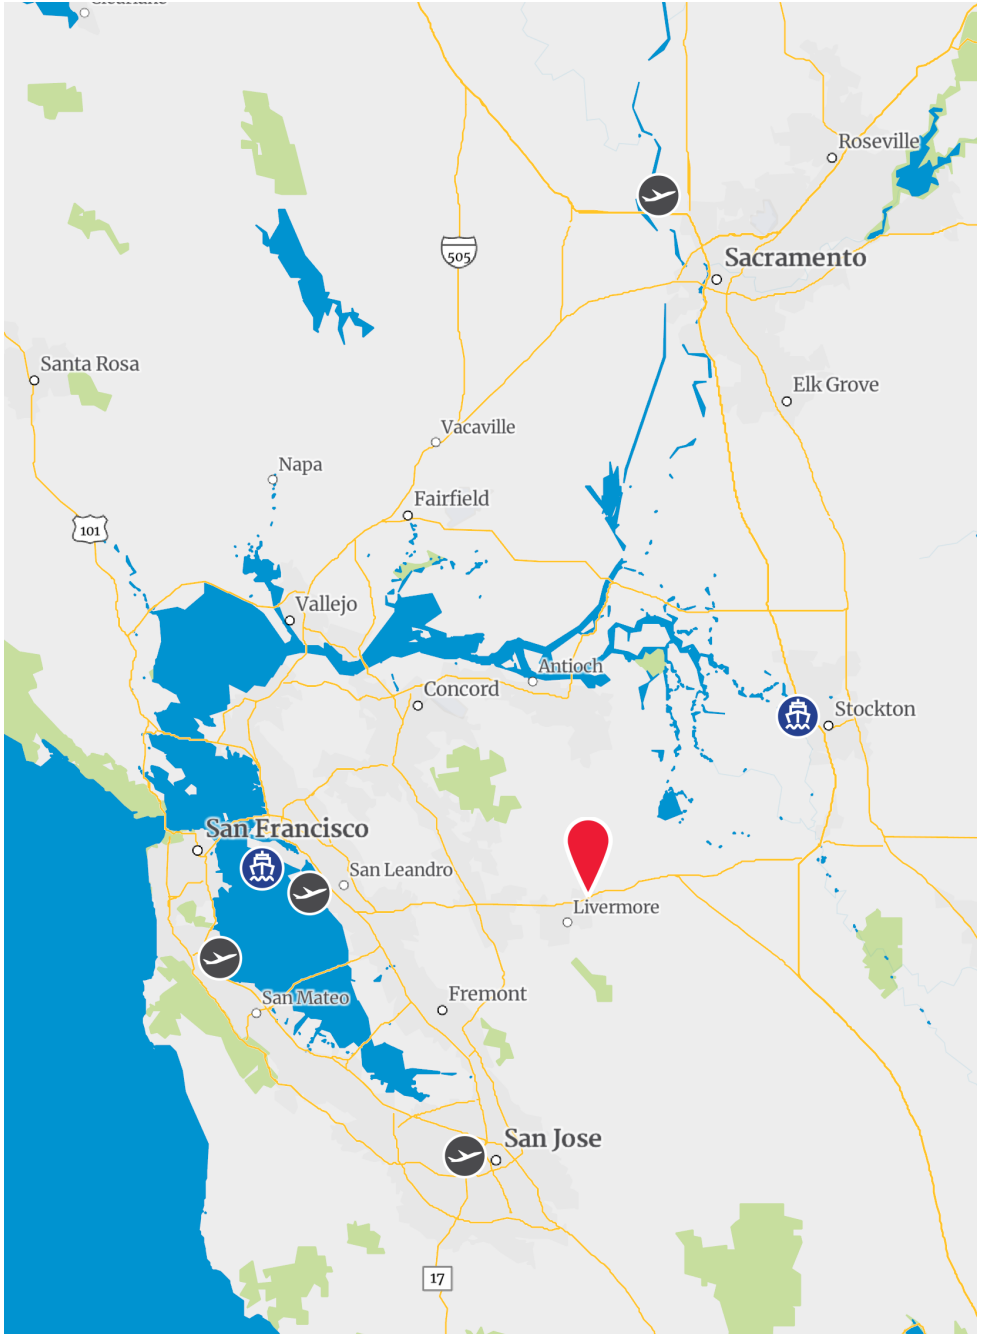 Roseville
Sacramento
505
Santa Rosa
Elk Grove
Vacaville
Napa
Fairfield
101
Vallejo
Antioch
Concord
Stockton
San Francisco
San Leandro
Livermore
San Mateo
Fremont
San Jose
17